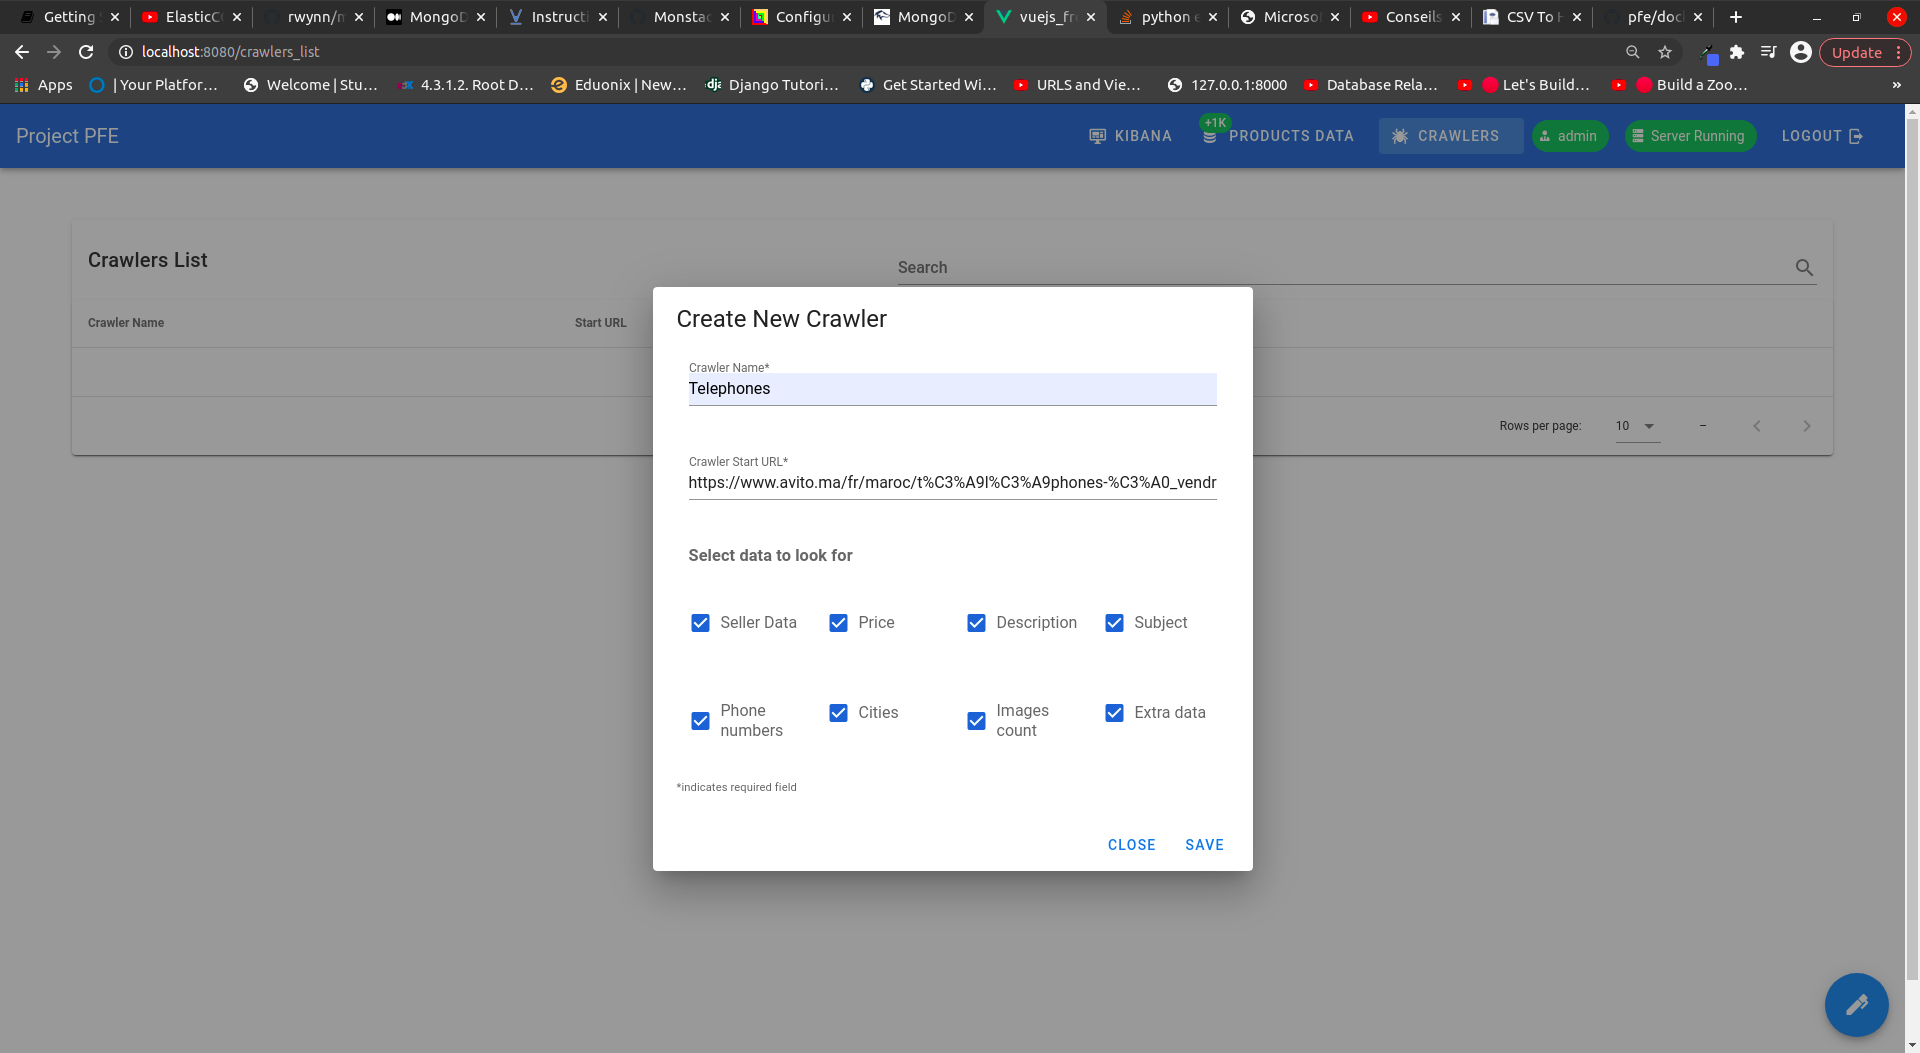 Getting
ElasticC
rwynn/m
MongoD
Instructi
Monstac
Configur
MongoD
vuejs_fr
python e
Microso
Conseils
CSV To H
pfe/doc
localhost:8080/crawlers_list
Update
Apps
| Your Platfor...
Welcome | Stu...
4.3.1.2. Root D...
Eduonix | New...
Django Tutori...
Get Started Wi...
URLS and Vie...
127.0.0.1:8000
Database Rela...
Let's Build...
Build a Zoo...
»
Project PFE
KIBANA
+1K
PRODUCTS DATA
CRAWLERS
admin
Server Running
LOGOUT
Crawlers List
Search
Crawler Name
Start URL
Rows per page:
10
–
Create New Crawler
Crawler Name*
Telephones
Crawler Start URL*
https://www.avito.ma/fr/maroc/t%C3%A9l%C3%A9phones-%C3%A0_vendr
Select data to look for
Seller Data
Price
Description
Subject
Phone
numbers
Cities
Images
count
Extra data
*indicates required field
CLOSE
SAVE